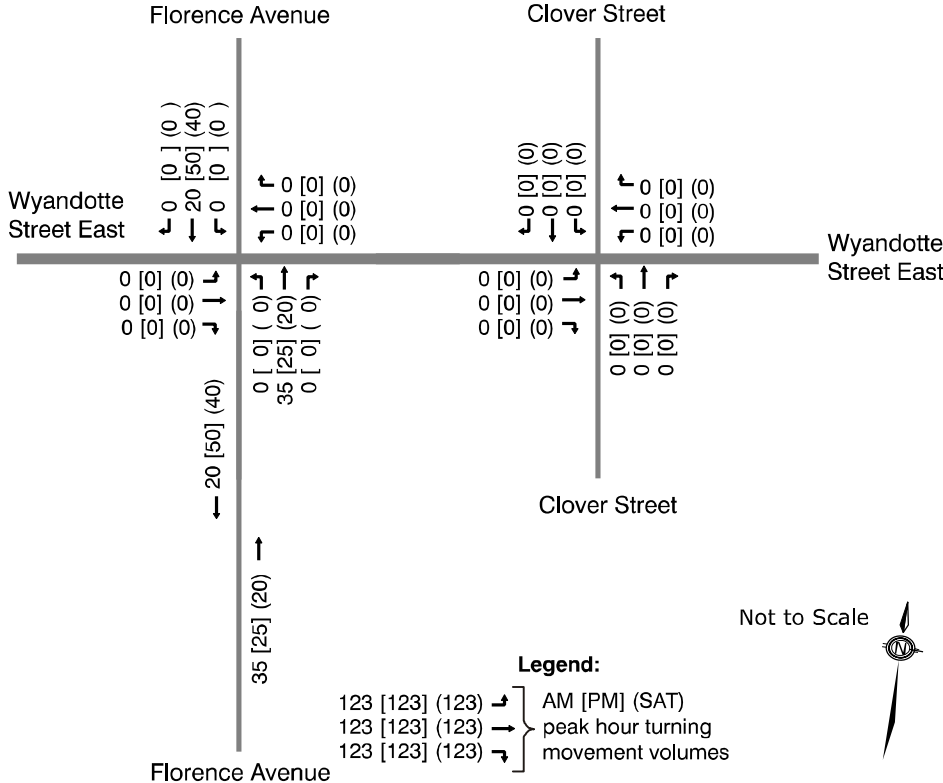 Florence Avenue
Clover Street
0 [0 ] (0 )
20 [50] (40)
0 [0 ] (0 )
0 [0] (0)
0 [0] (0)
0 [0] (0)
0 [0] (0)
0 [0] (0)
0 [0] (0)
0 [0] (0)
0 [0] (0)
0 [0] (0)
Wyandotte
Street East
Wyandotte
Street East
0 [0] (0)
0 [0] (0)
0 [0] (0)
0 [ 0] ( 0)
35 [25] (20)
0 [ 0] ( 0)
0 [0] (0)
0 [0] (0)
0 [0] (0)
0 [0] (0)
0 [0] (0)
0 [0] (0)
20 [50] (40)
Clover Street
35 [25] (20)
Not to Scale
N
Legend:
123 [123] (123)
123 [123] (123)
123 [123] (123)
AM [PM] (SAT)
peak hour turning
movement volumes
Florence Avenue